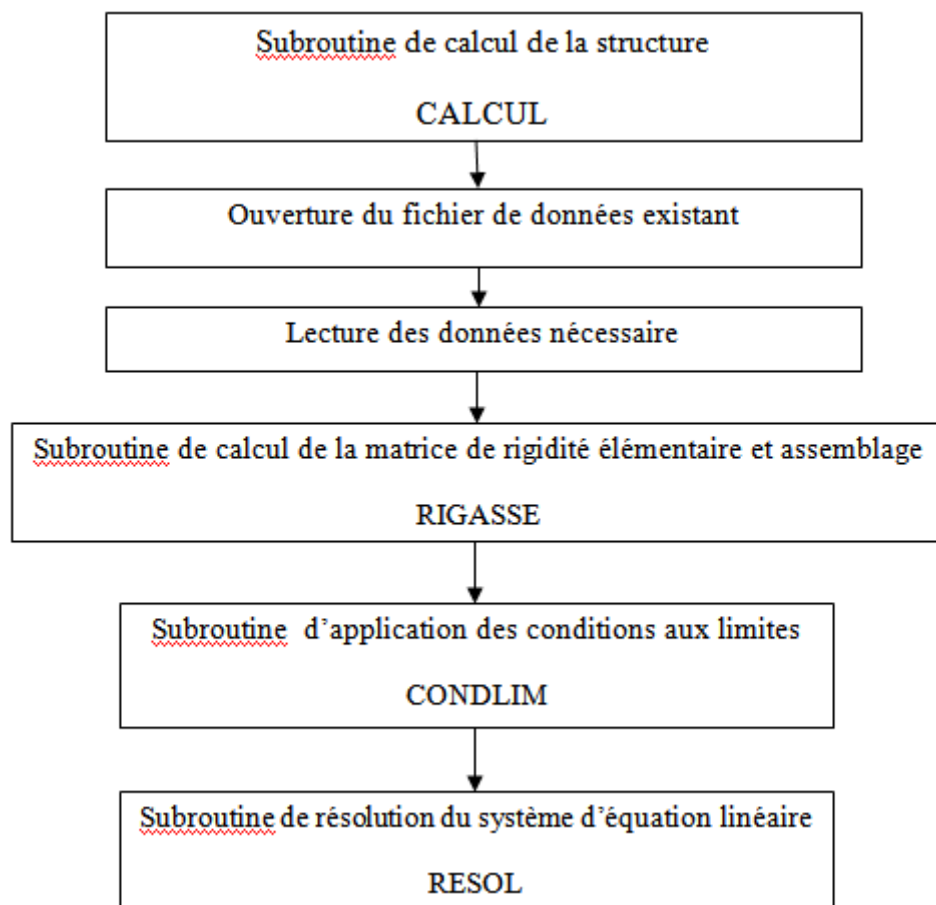 Subroutine de calcul de la structure
CALCUL
Ouverture du fichier de données existant
Lecture des données nécessaire
Subroutine de calcul de la matrice de rigidité élémentaire et assemblage
RIGASSE
Subroutine d’application des conditions aux limites
CONDLIM
Subroutine de résolution du système d’équation linéaire
RESOL